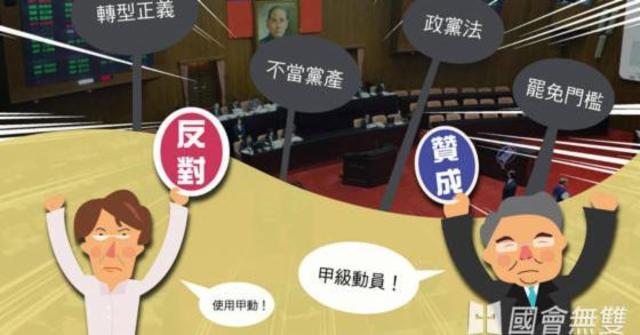 轉型正義
不當黨產
政黨法
罷免門檻
反對
贊成
使用甲動！
甲級動員！
國會無雙